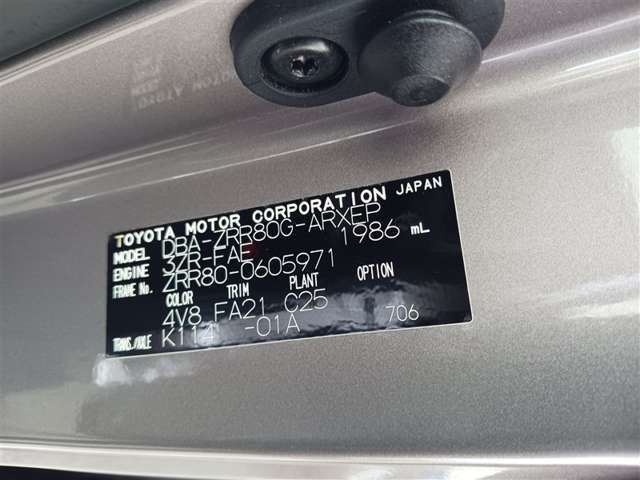 TOYOTA MOTOR CORPORATION JAPAN
MODEL DBA-ZRR80G-ARXEP
ENGINE 3ZR-FAE 1986 mL
FRAME No. ZRR80-0605971
COLOR TRIM PLANT OPTION
4V8 FA21 C25
TRANS./AXLE K114 -01A 706